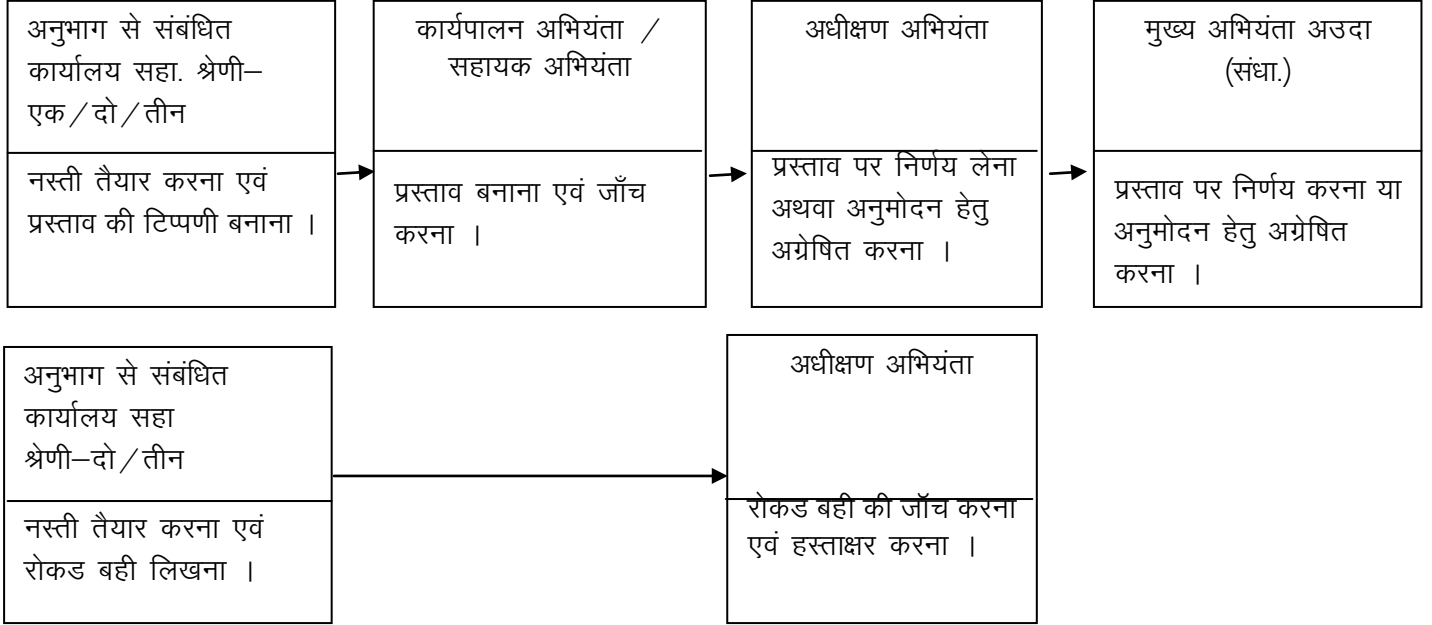 अनुभाग से संबंधित
कार्यालय सहा. श्रेणी–
एक/दो/तीन
नस्ती तैयार करना एवं
प्रस्ताव की टिप्पणी बनाना ।
कार्यपालन अभियंता /
सहायक अभियंता
प्रस्ताव बनाना एवं जाँच
करना ।
अधीक्षण अभियंता
प्रस्ताव पर निर्णय लेना
अथवा अनुमोदन हेतु
अग्रेषित करना ।
मुख्य अभियंता अउदा
(संधा.)
प्रस्ताव पर निर्णय करना या
अनुमोदन हेतु अग्रेषित
करना ।
अनुभाग से संबंधित
कार्यालय सहा
श्रेणी–दो/तीन
नस्ती तैयार करना एवं
रोकड बही लिखना ।
अधीक्षण अभियंता
रोकड बही की जॉच करना
एवं हस्ताक्षर करना ।